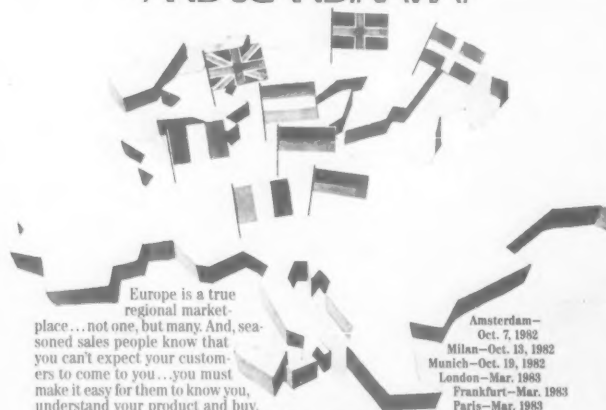 AND SCANDINAVIA.
Europe is a true
regional market-
place...not one, but many. And, sea-
soned sales people know that
you can't expect your custom-
ers to come to you...you must
make it easy for them to know you,
understand your product and buy.
Amsterdam—
Oct. 7, 1982
Milan—Oct. 13, 1982
Munich—Oct. 19, 1982
London—Mar. 1983
Frankfurt—Mar. 1983
Paris—Mar. 1983